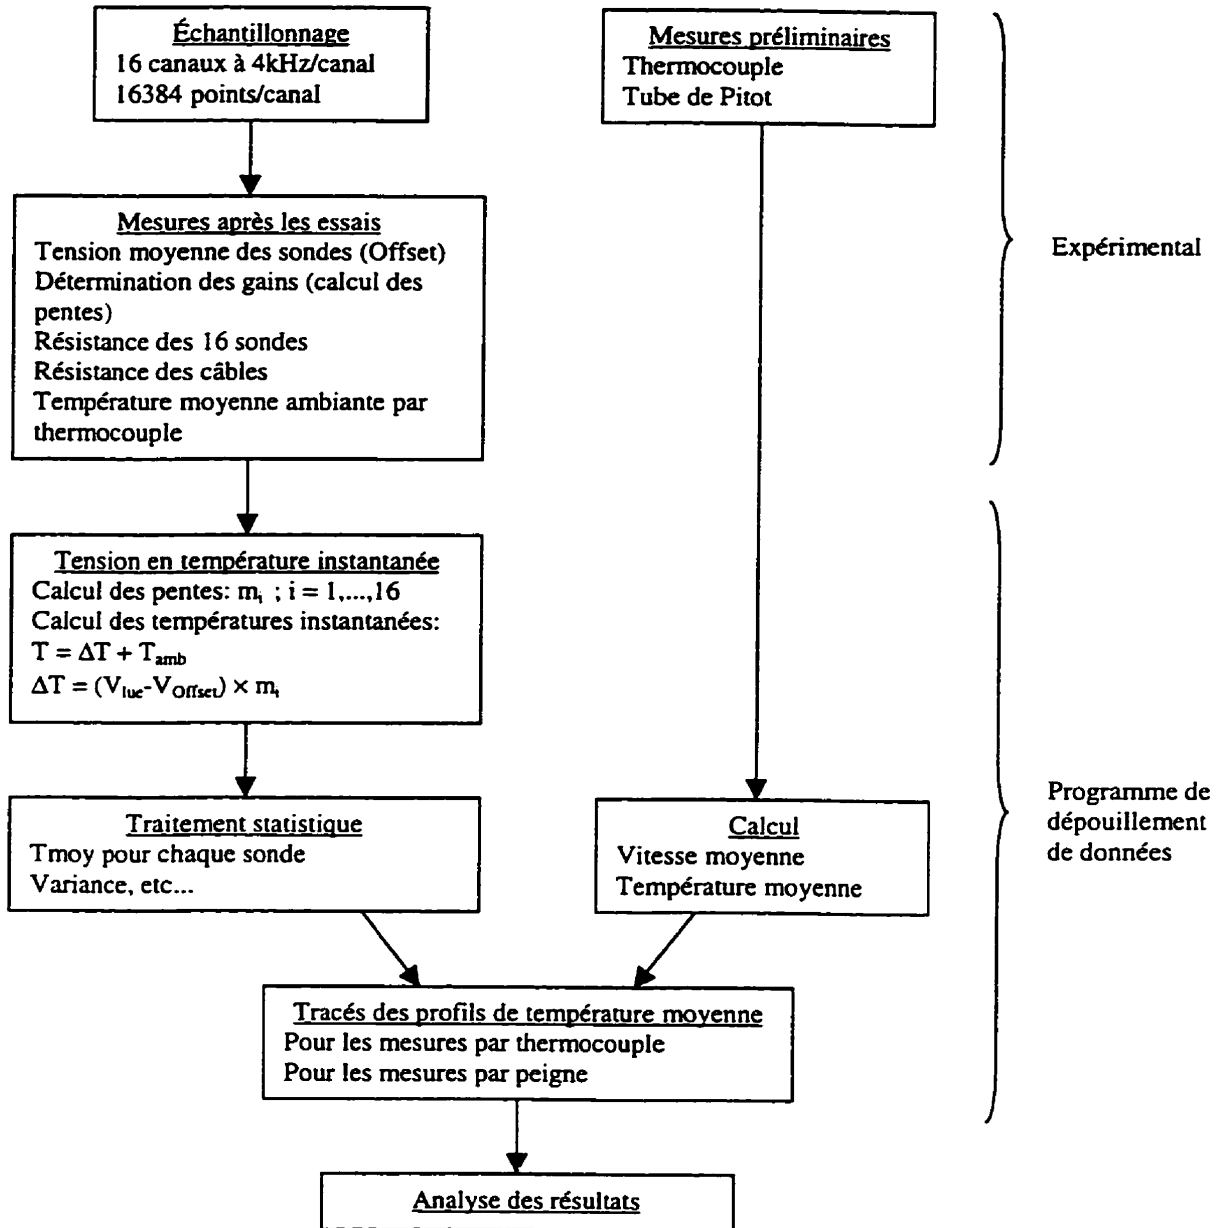 Échantillonnage
16 canaux à 4kHz/canal
16384 points/canal
Mesures préliminaires
Thermocouple
Tube de Pitot
Mesures après les essais
Tension moyenne des sondes (Offset)
Détermination des gains (calcul des
pentes)
Résistance des 16 sondes
Résistance des câbles
Température moyenne ambiante par
thermocouple
Expérimental
Tension en température instantanée
Calcul des pentes: mᵢ ; i = 1,...,16
Calcul des températures instantanées:
T = ΔT + Tamb
ΔT = (Vlue-VOffset) × mᵢ
Traitement statistique
Tmoy pour chaque sonde
Variance, etc...
Calcul
Vitesse moyenne
Température moyenne
Programme de
dépouillement
de données
Tracés des profils de température moyenne
Pour les mesures par thermocouple
Pour les mesures par peigne
Analyse des résultats